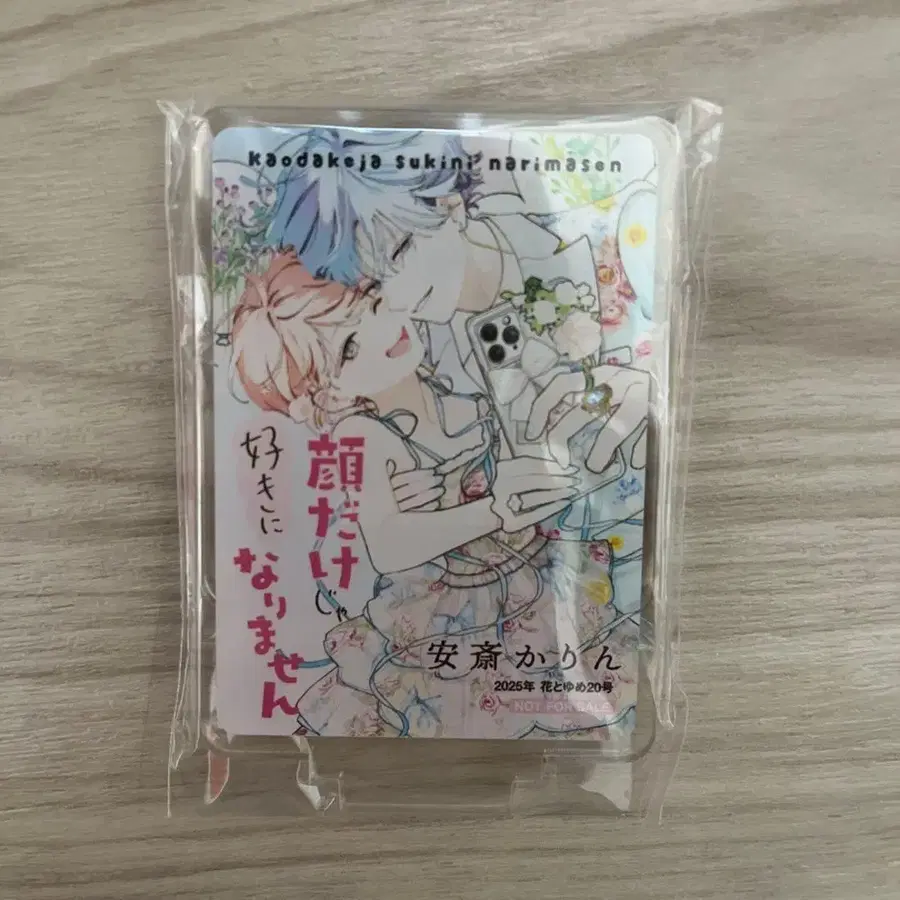 kaodakeja sukini narimasen
顔だけじゃ
好きに
なりません
安斎かりん
2025年 花とゆめ20号
NOT FOR SALE